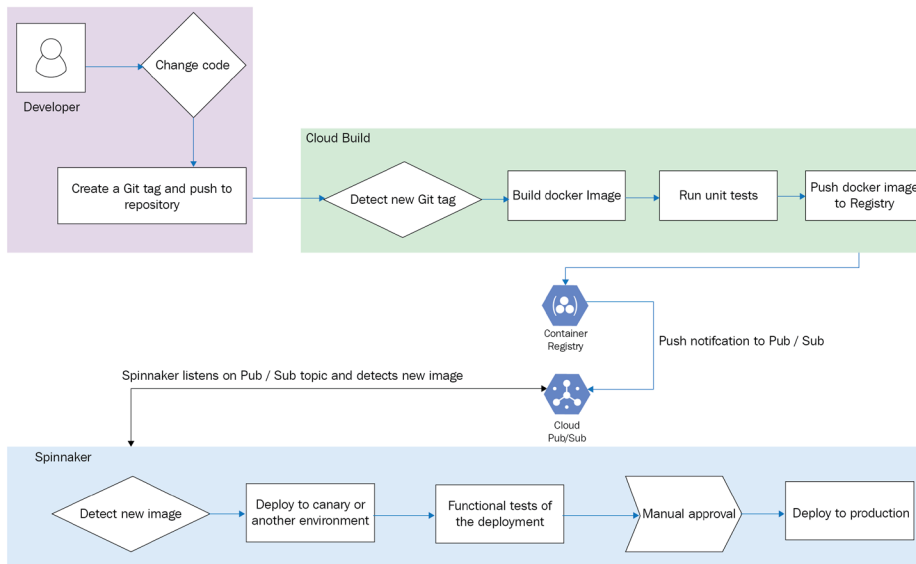 Developer
Change code
Create a Git tag and push to
repository
Cloud Build
Detect new Git tag
Build docker Image
Run unit tests
Push docker image
to Registry
Container
Registry
Push notifcation to Pub / Sub
Spinnaker listens on Pub / Sub topic and detects new image
Cloud
Pub/Sub
Spinnaker
Detect new image
Deploy to canary or
another environment
Functional tests of
the deployment
Manual approval
Deploy to production